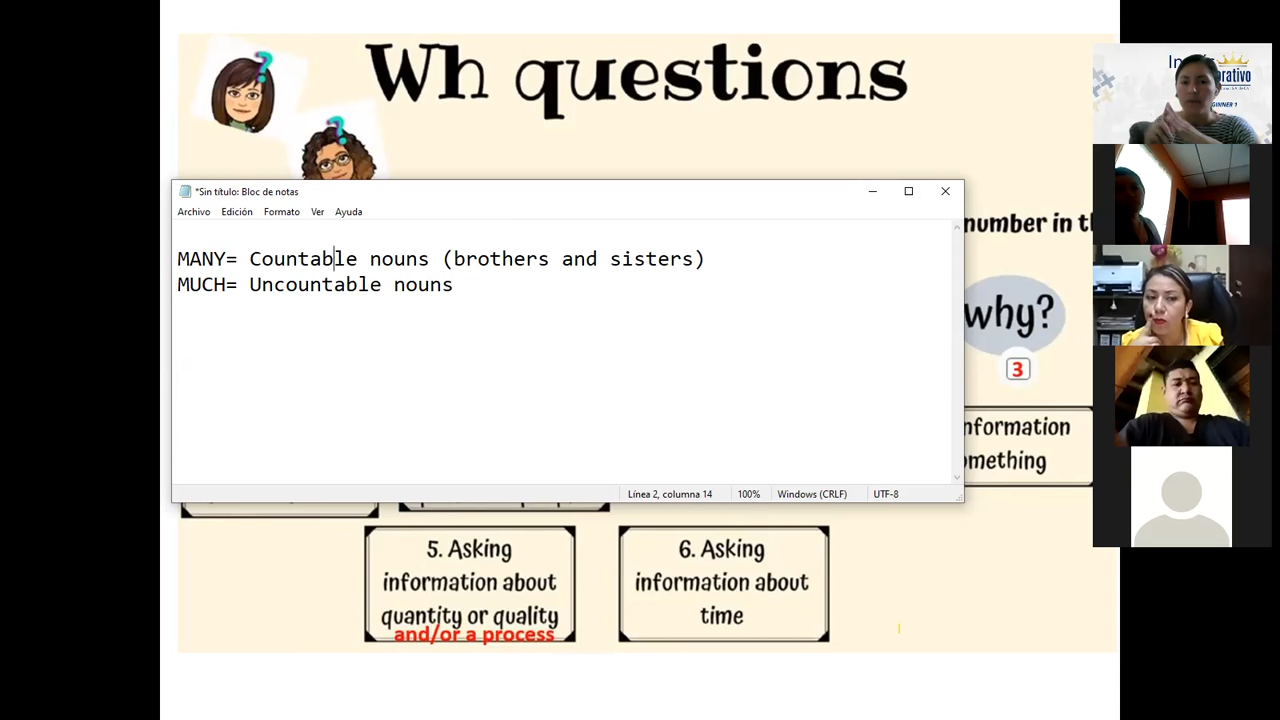 Wh questions
*Sin título: Bloc de notas
Archivo Edición Formato Ver Ayuda
MANY= Countable nouns (brothers and sisters)
MUCH= Uncountable nouns
Línea 2, columna 14 100% Windows (CRLF) UTF-8
number in
why?
3
5. Asking
information about
quantity or quality
and/or a process
6. Asking
information about
time